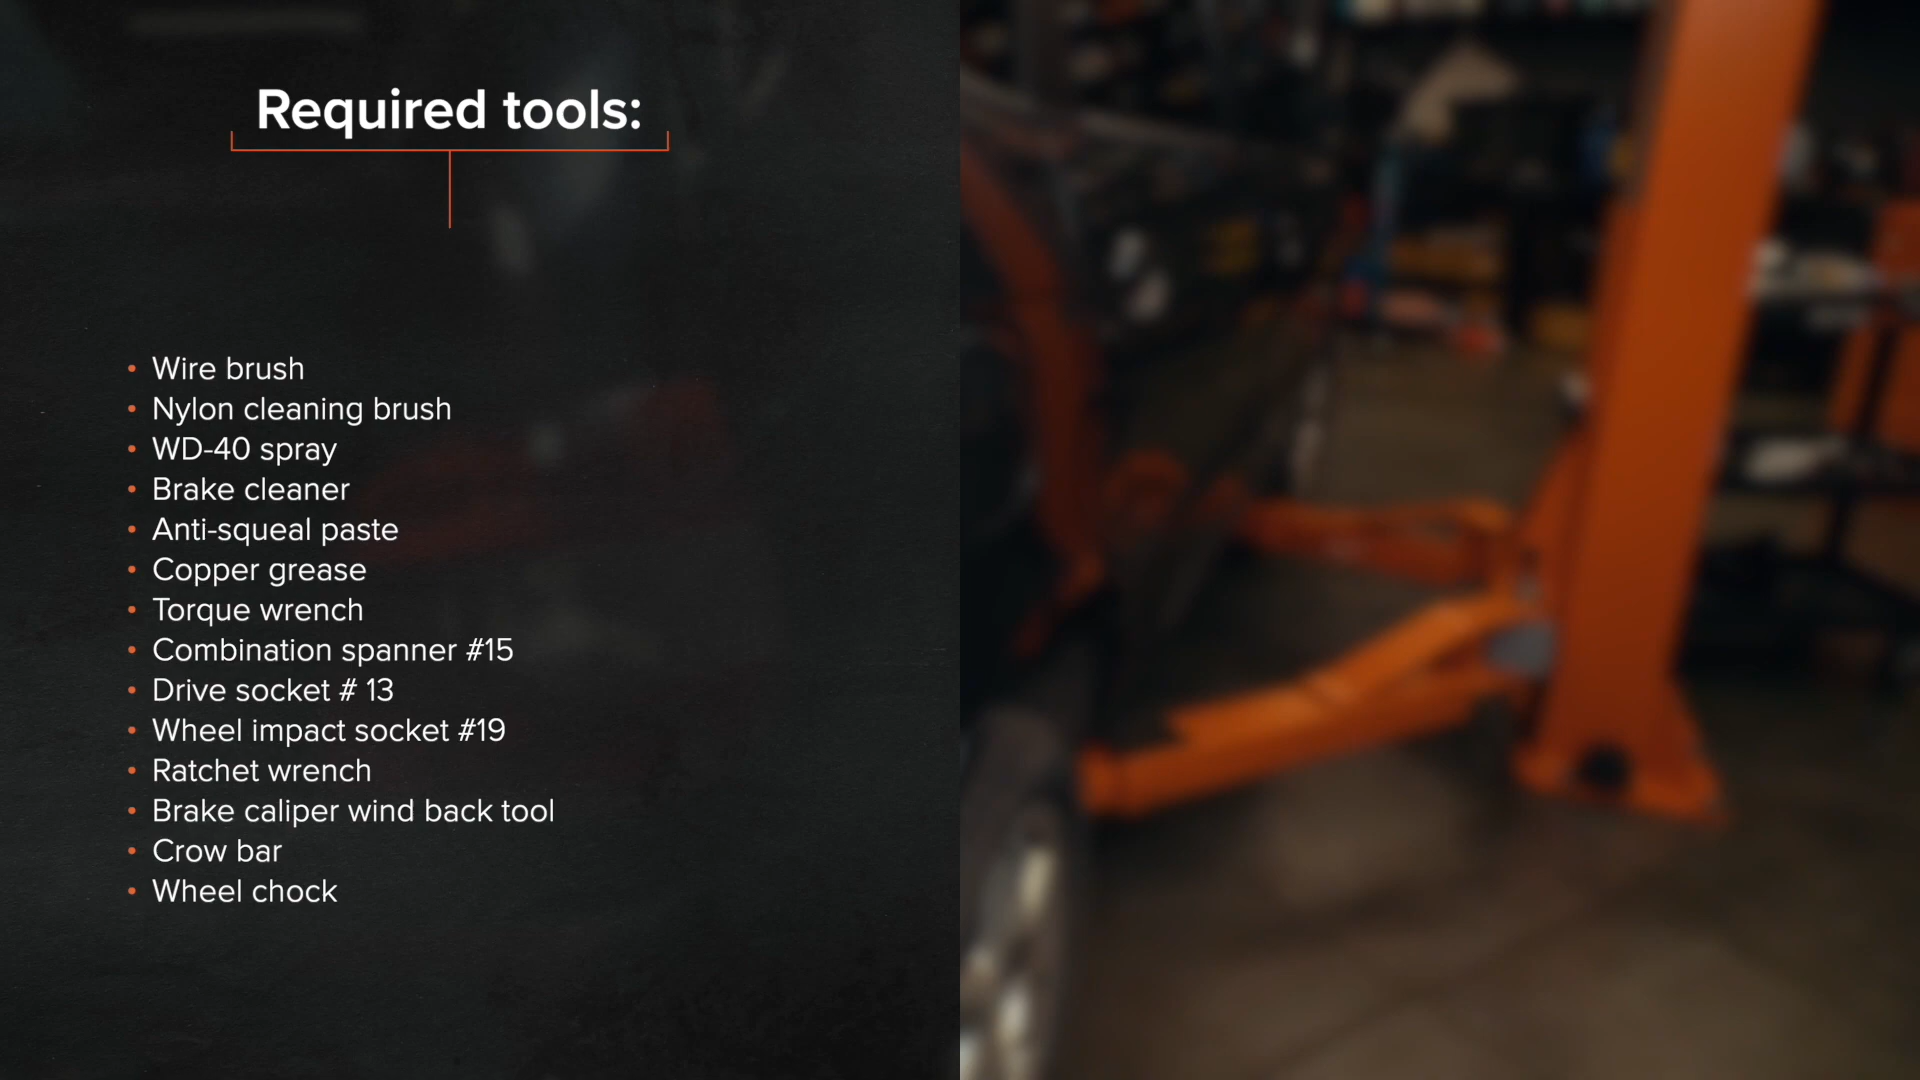 Required tools:
• Wire brush
• Nylon cleaning brush
• WD-40 spray
• Brake cleaner
• Anti-squeal paste
• Copper grease
• Torque wrench
• Combination spanner #15
• Drive socket # 13
• Wheel impact socket #19
• Ratchet wrench
• Brake caliper wind back tool
• Crow bar
• Wheel chock